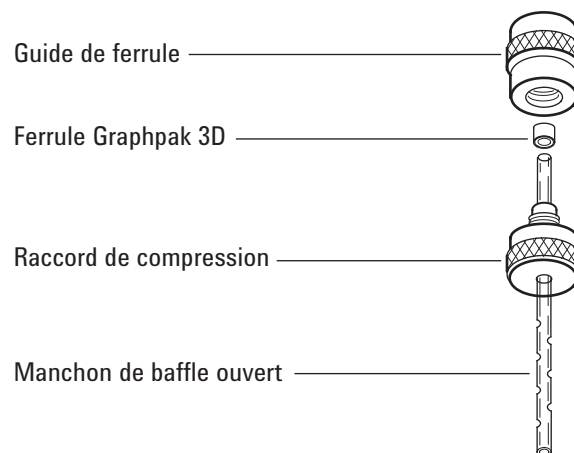 Guide de ferrule
Ferrule Graphpak 3D
Raccord de compression
Manchon de baffle ouvert